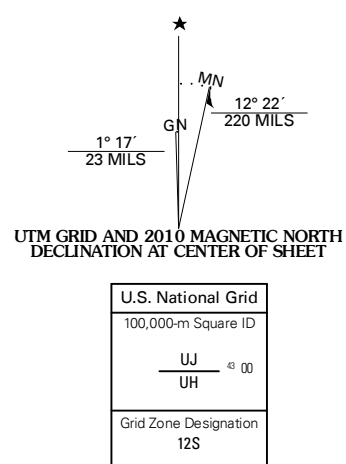 ★
MN
GN
12° 22´
220 MILS
1° 17´
23 MILS
UTM GRID AND 2010 MAGNETIC NORTH
DECLINATION AT CENTER OF SHEET
U.S. National Grid
100,000-m Square ID
UJ
43 00
UH
Grid Zone Designation
12S